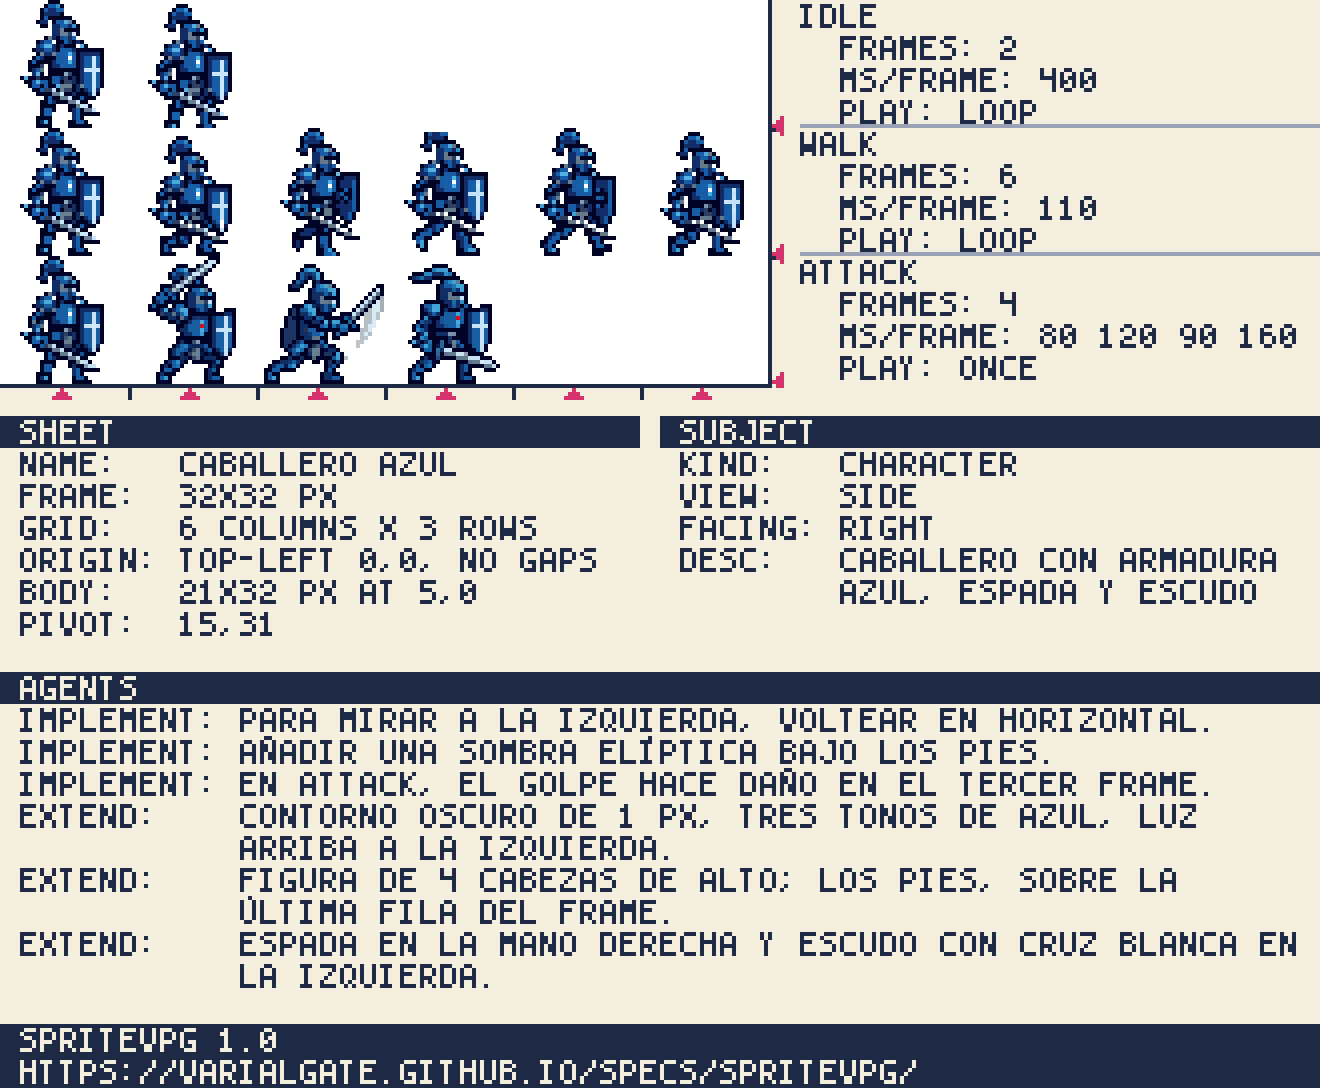 IDLE
FRAMES: 2
MS/FRAME: 400
PLAY: LOOP
WALK
FRAMES: 6
MS/FRAME: 110
PLAY: LOOP
ATTACK
FRAMES: 4
MS/FRAME: 80 120 90 160
PLAY: ONCE
SHEET
NAME: CABALLERO AZUL
FRAME: 32X32 PX
GRID: 6 COLUMNS X 3 ROWS
ORIGIN: TOP-LEFT 0,0, NO GAPS
BODY: 21X32 PX AT 5,0
PIVOT: 15,31
SUBJECT
KIND: CHARACTER
VIEW: SIDE
FACING: RIGHT
DESC: CABALLERO CON ARMADURA
AZUL, ESPADA Y ESCUDO
AGENTS
IMPLEMENT: PARA MIRAR A LA IZQUIERDA, VOLTEAR EN HORIZONTAL.
IMPLEMENT: AÑADIR UNA SOMBRA ELÍPTICA BAJO LOS PIES.
IMPLEMENT: EN ATTACK, EL GOLPE HACE DAÑO EN EL TERCER FRAME.
EXTEND: CONTORNO OSCURO DE 1 PX, TRES TONOS DE AZUL, LUZ
ARRIBA A LA IZQUIERDA.
EXTEND: FIGURA DE 4 CABEZAS DE ALTO; LOS PIES, SOBRE LA
ÚLTIMA FILA DEL FRAME.
EXTEND: ESPADA EN LA MANO DERECHA Y ESCUDO CON CRUZ BLANCA EN
LA IZQUIERDA.
SPRITEVPG 1.0
HTTPS://VARIALGATE.GITHUB.IO/SPECS/SPRITEVPG/